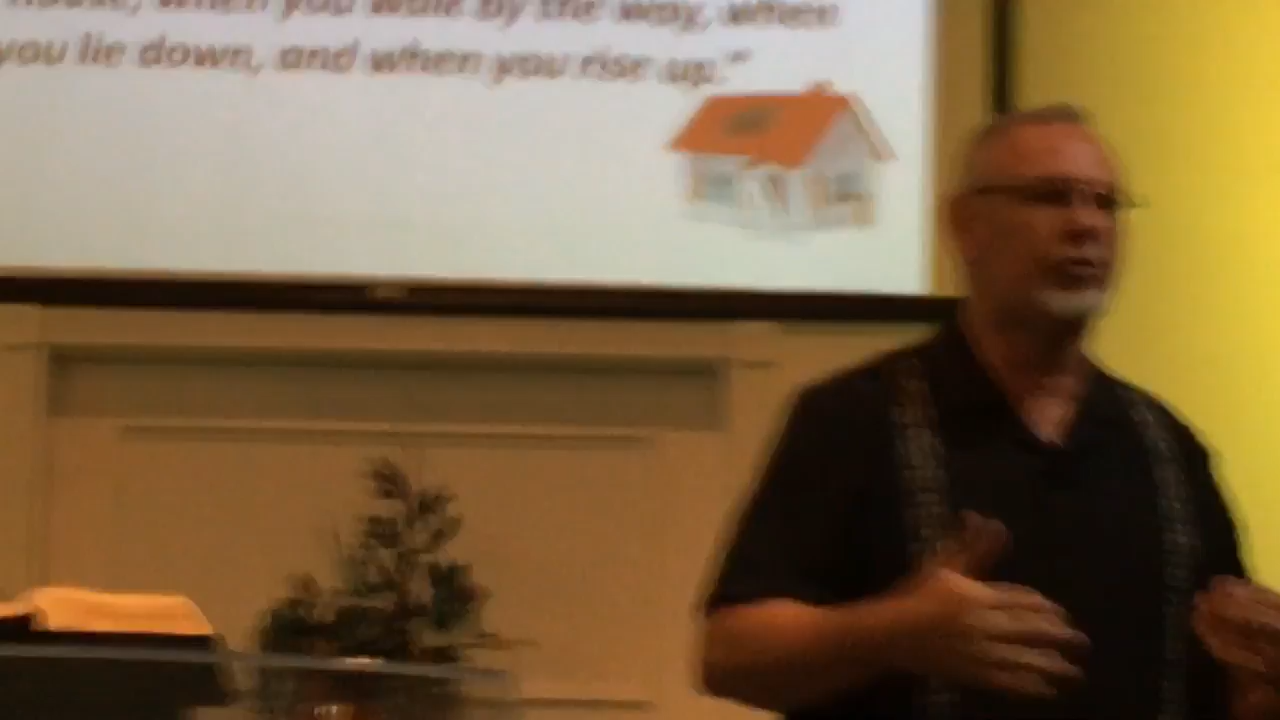 house, when you walk by the way, when
you lie down, and when you rise up."